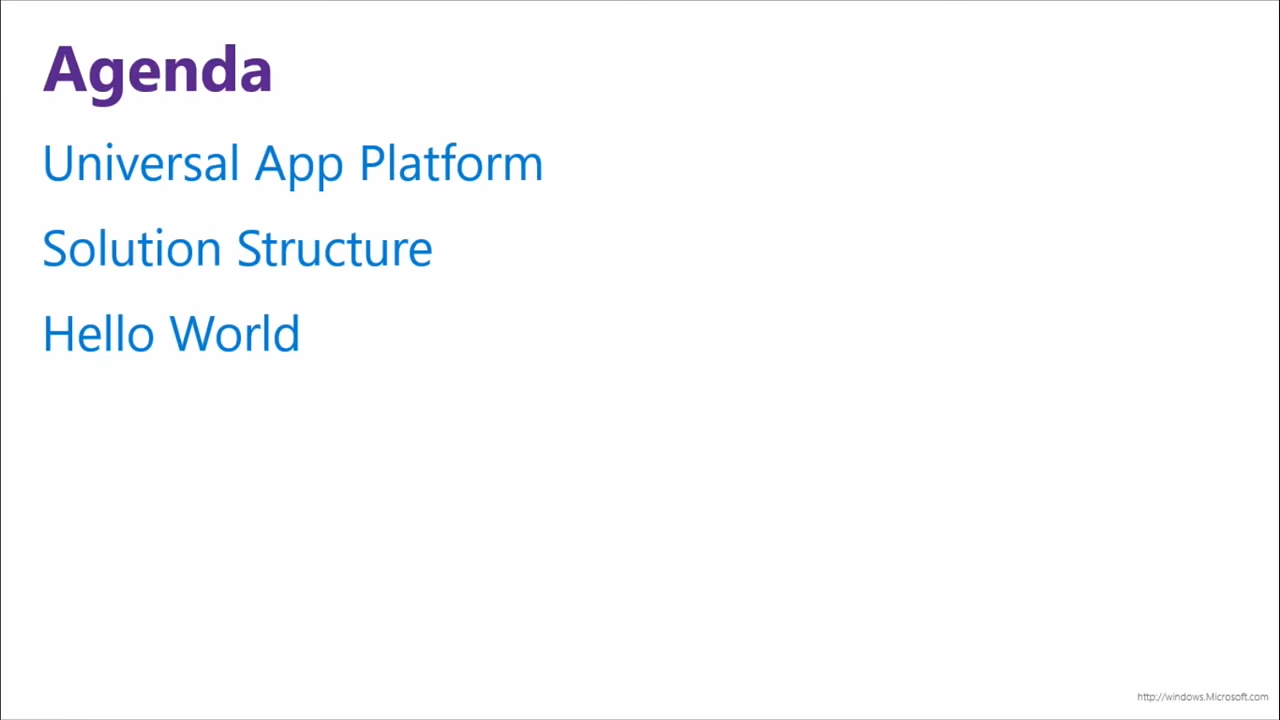 Agenda
Universal App Platform
Solution Structure
Hello World
http://windows.Microsoft.com